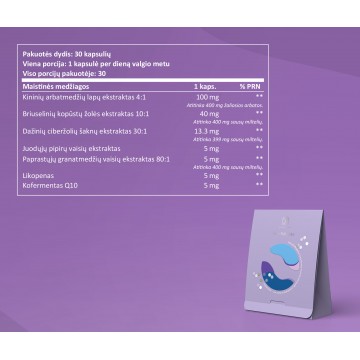 Pakuotės dydis: 30 kapsulių
Viena porcija: 1 kapsulė per dieną valgio metu
Viso porcijų pakuotėje: 30
Maistinės medžiagos 1 kaps. % PRN
Kininių arbatmedžių lapų ekstraktas 4:1 100 mg **
Atitinka 400 mg žaliosios arbatos.
Briuselinių kopūstų žolės ekstraktas 10:1 40 mg **
Atitinka 400 mg sausų miltelių.
Dažinių ciberžolių šaknų ekstraktas 30:1 13.3 mg **
Atitinka 399 mg sausų miltelių.
Juodųjų pipirų vaisių ekstraktas 5 mg **
Paprastųjų granatmedžių vaisių ekstraktas 80:1 5 mg **
Atitinka 400 mg sausų miltelių.
Likopenas 5 mg **
Kofermentas Q10 5 mg **